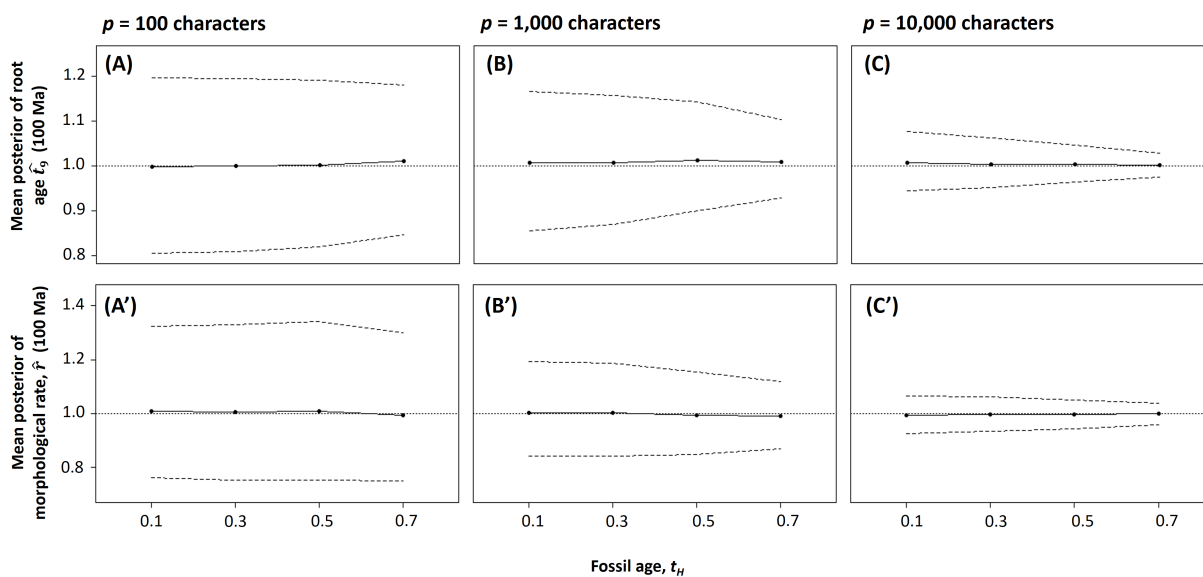 p = 100 characters
p = 1,000 characters
p = 10,000 characters
Mean posterior of root
age t̂₉ (100 Ma)
(A)
(B)
(C)
1.2
1.1
1.0
0.9
0.8
Mean posterior of
morphological rate, r̂ (100 Ma)
(A')
(B')
(C')
1.4
1.2
1.0
0.8
0.1 0.3 0.5 0.7
0.1 0.3 0.5 0.7
0.1 0.3 0.5 0.7
Fossil age, t_H